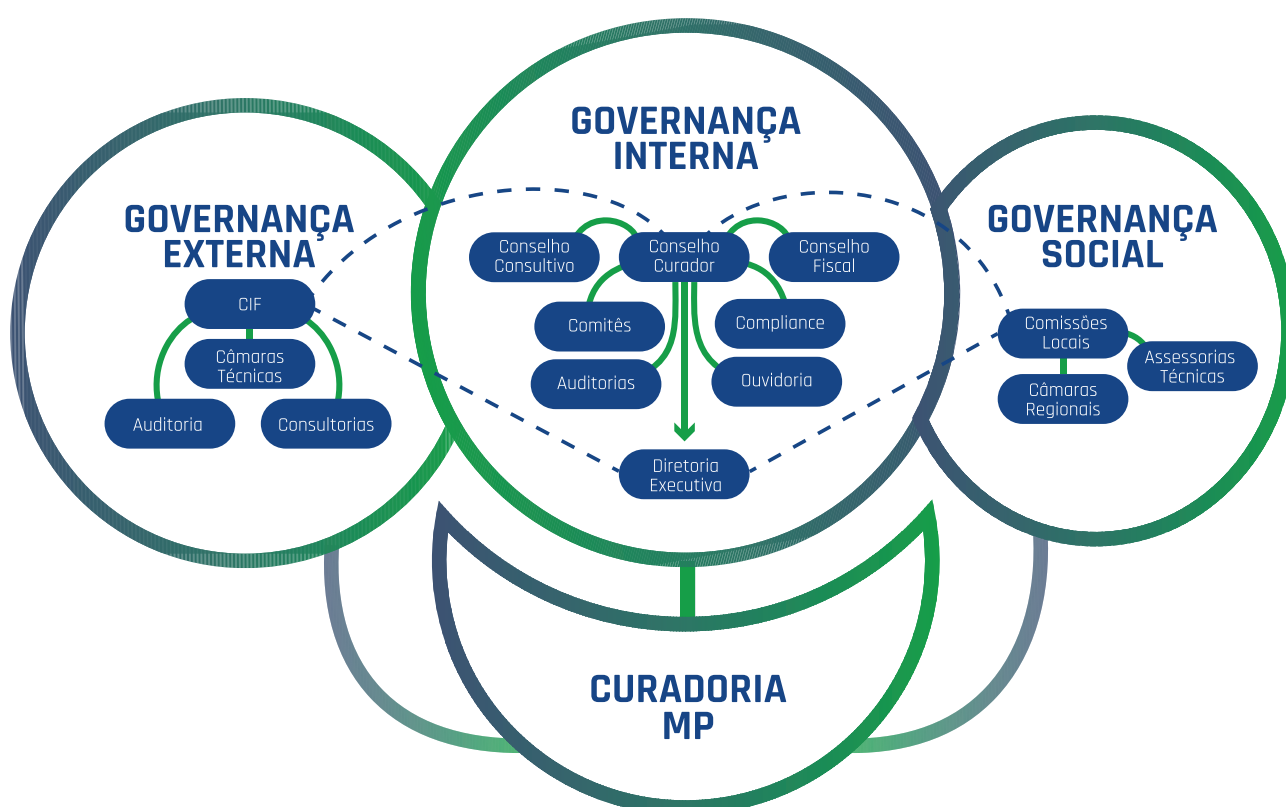 GOVERNANÇA
EXTERNA
CIF
Câmaras
Técnicas
Auditoria
Consultorias
GOVERNANÇA
INTERNA
Conselho
Consultivo
Conselho
Curador
Conselho
Fiscal
Comitês
Compliance
Auditorias
Ouvidoria
Diretoria
Executiva
GOVERNANÇA
SOCIAL
Comissões
Locais
Assessorias
Técnicas
Câmaras
Regionais
CURADORIA
MP